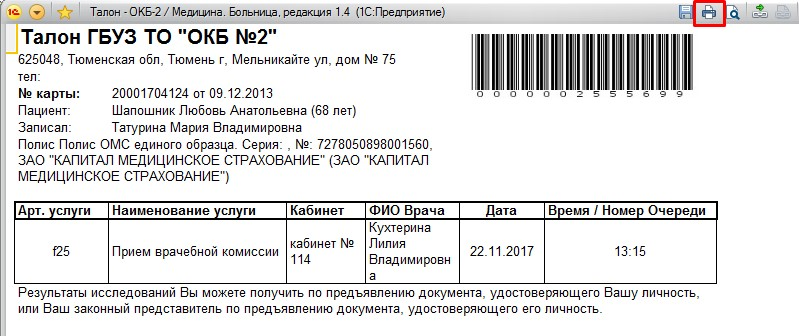 Талон - ОКБ-2 / Медицина. Больница, редакция 1.4 (1С:Предприятие)
Талон ГБУЗ ТО "ОКБ №2"
625048, Тюменская обл, Тюмень г, Мельникайте ул, дом № 75
тел:
0000002555699
№ карты: 20001704124 от 09.12.2013
Пациент: Шапошник Любовь Анатольевна (68 лет)
Записал: Татурина Мария Владимировна
Полис Полис ОМС единого образца. Серия: , №: 7278050898001560,
ЗАО "КАПИТАЛ МЕДИЦИНСКОЕ СТРАХОВАНИЕ" (ЗАО "КАПИТАЛ
МЕДИЦИНСКОЕ СТРАХОВАНИЕ")
Арт. услуги Наименование услуги Кабинет ФИО Врача Дата Время / Номер Очереди
f25 Прием врачебной комиссии кабинет № 114 Кухтерина Лилия Владимировна 22.11.2017 13:15
Результаты исследований Вы можете получить по предъявлению документа, удостоверяющего Вашу личность,
или Ваш законный представитель по предъявлению документа, удостоверяющего его личность.